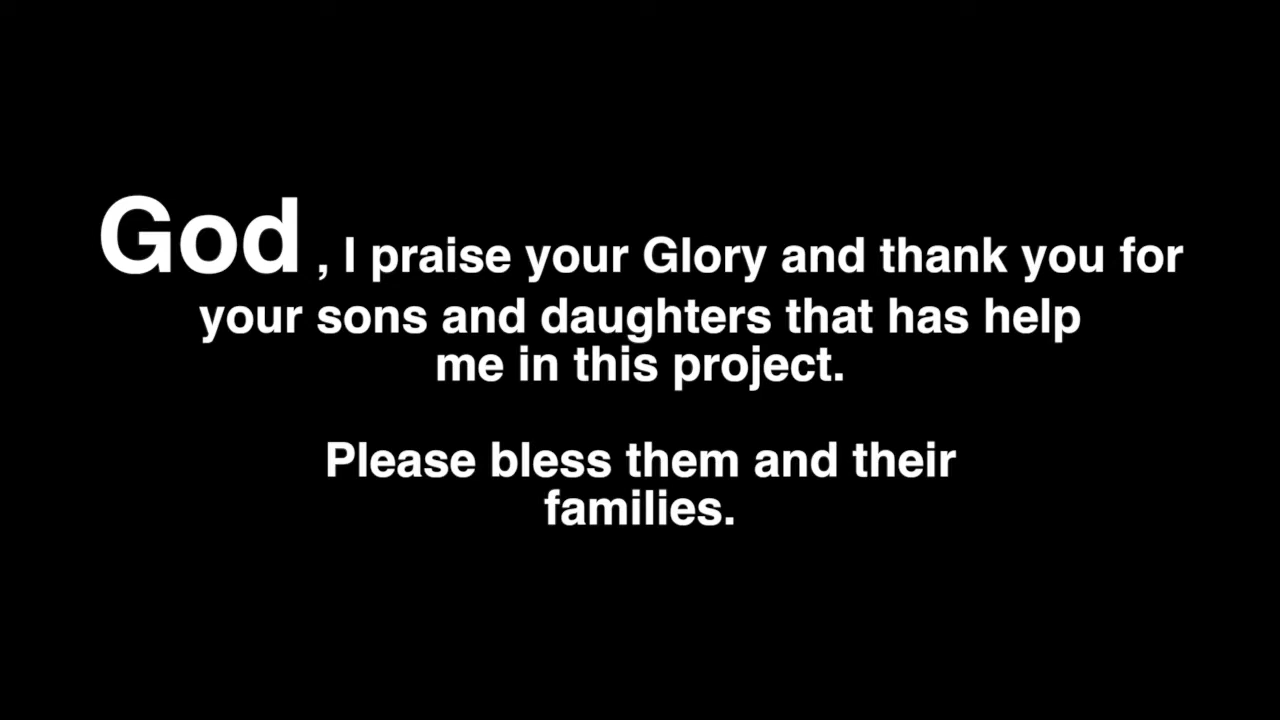 God , I praise your Glory and thank you for
your sons and daughters that has help
me in this project.
Please bless them and their
families.